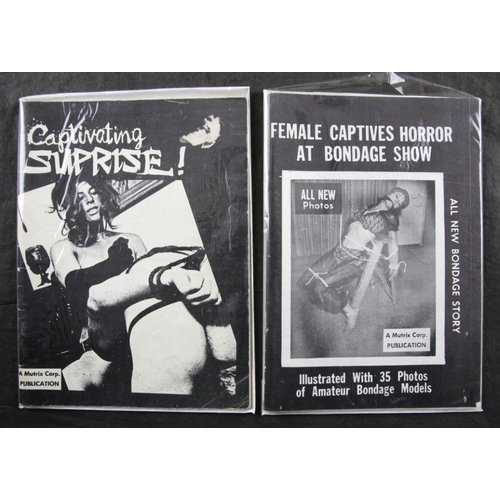 Captivating
SUPRISE!
A Mutrix Corp.
PUBLICATION
FEMALE CAPTIVES HORROR
AT BONDAGE SHOW
ALL NEW
Photos
ALL NEW BONDAGE STORY
A Mutrix Corp.
PUBLICATION
Illustrated With 35 Photos
of Amateur Bondage Models